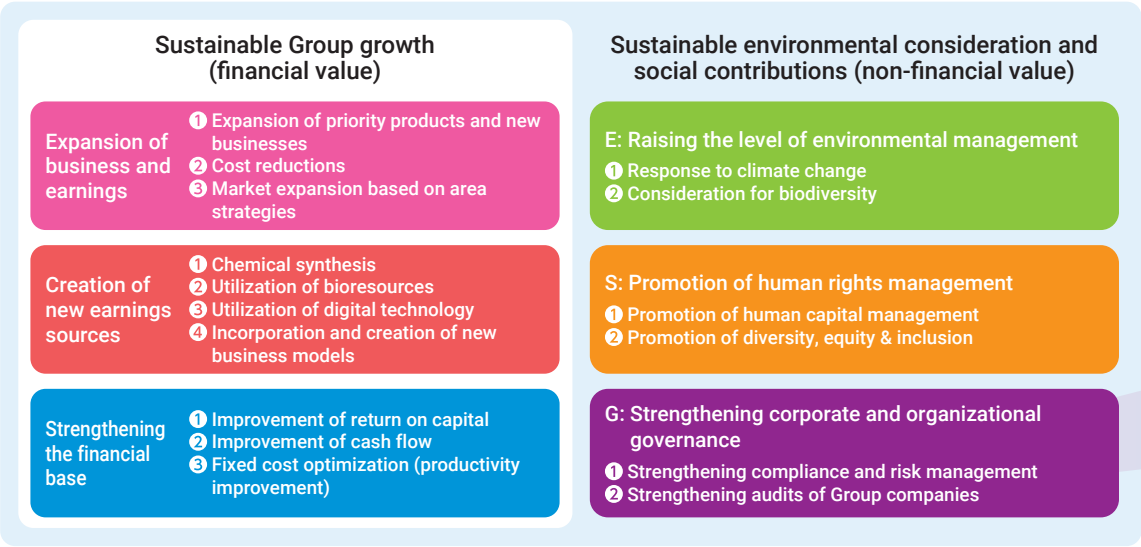 Sustainable Group growth
(financial value)
Expansion of
business and
earnings
❶ Expansion of priority products and new
businesses
❷ Cost reductions
❸ Market expansion based on area
strategies
Creation of
new earnings
sources
❶ Chemical synthesis
❷ Utilization of bioresources
❸ Utilization of digital technology
❹ Incorporation and creation of new
business models
Strengthening
the financial
base
❶ Improvement of return on capital
❷ Improvement of cash flow
❸ Fixed cost optimization (productivity
improvement)
Sustainable environmental consideration and
social contributions (non-financial value)
E: Raising the level of environmental management
❶ Response to climate change
❷ Consideration for biodiversity
S: Promotion of human rights management
❶ Promotion of human capital management
❷ Promotion of diversity, equity & inclusion
G: Strengthening corporate and organizational
governance
❶ Strengthening compliance and risk management
❷ Strengthening audits of Group companies